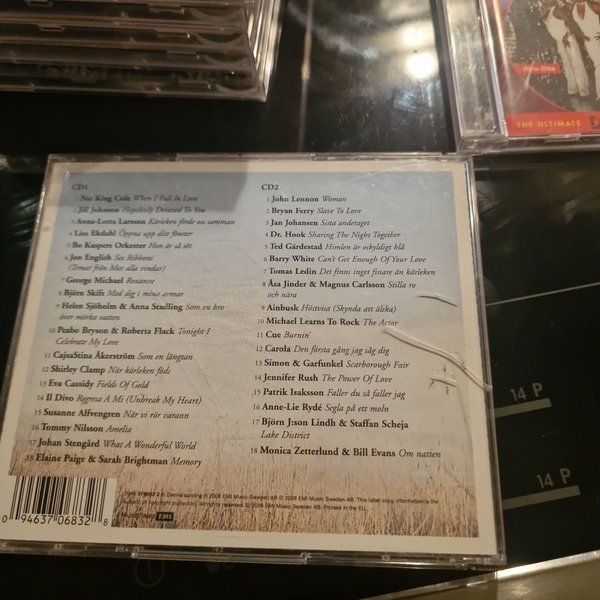 Rho-Dite
THE ULTIMATE
CD1
1 Nat King Cole When I Fall In Love
2 Jill Johnson Hopelessly Devoted To You
3 Anna-Lotta Larsson Kärleken förde oss samman
4 Lisa Ekdahl Öppna upp ditt fönster
5 Bo Kaspers Orkester Hon är så söt
6 Jon English Six Ribbons
(Temat från Mot alla vindar)
7 George Michael Roxanne
8 Björn Skifs Med dig i mina armar
9 Helen Sjöholm & Anna Stadling Som en bro
över mörka vatten
10 Peabo Bryson & Roberta Flack Tonight I
Celebrate My Love
11 CajsaStina Åkerström Som en längtan
12 Shirley Clamp När kärleken föds
13 Eva Cassidy Fields Of Gold
14 Il Divo Regresa A Mi (Unbreak My Heart)
15 Susanne Alfvengren När vi rör varann
16 Tommy Nilsson Amelia
17 Johan Stengård What A Wonderful World
18 Elaine Paige & Sarah Brightman Memory
CD2
1 John Lennon Woman
2 Bryan Ferry Slave To Love
3 Jan Johansen Sista andetaget
4 Dr. Hook Sharing The Night Together
5 Ted Gärdestad Himlen är oskyldigt blå
6 Barry White Can't Get Enough Of Your Love
7 Tomas Ledin Det finns inget finare än kärleken
8 Åsa Jinder & Magnus Carlsson Stilla ro
och nära
9 Ainbusk Höstvisa (Skynda att älska)
10 Michael Learns To Rock The Actor
11 Cue Burnin'
12 Carola Den första gång jag såg dig
13 Simon & Garfunkel Scarborough Fair
14 Jennifer Rush The Power Of Love
15 Patrik Isaksson Faller du så faller jag
16 Anne-Lie Rydé Segla på ett moln
17 Björn J:son Lindh & Staffan Scheja
Lake District
18 Monica Zetterlund & Bill Evans Om natten
0 94637 06832 8
EMI
14 P
14 P